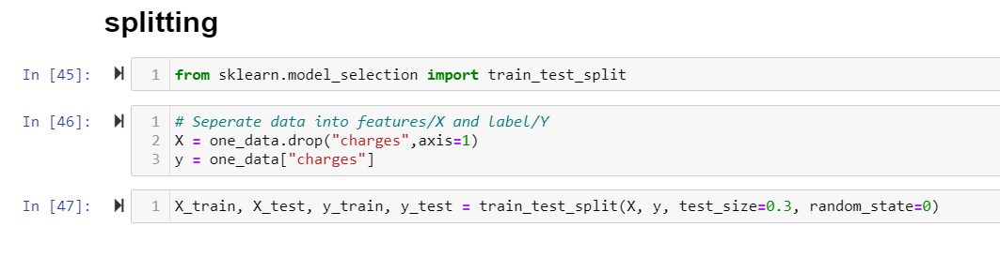 splitting
In [45]: 1 from sklearn.model_selection import train_test_split
In [46]: 1 # Seperate data into features/X and label/Y
2 X = one_data.drop("charges",axis=1)
3 y = one_data["charges"]
In [47]: 1 X_train, X_test, y_train, y_test = train_test_split(X, y, test_size=0.3, random_state=0)